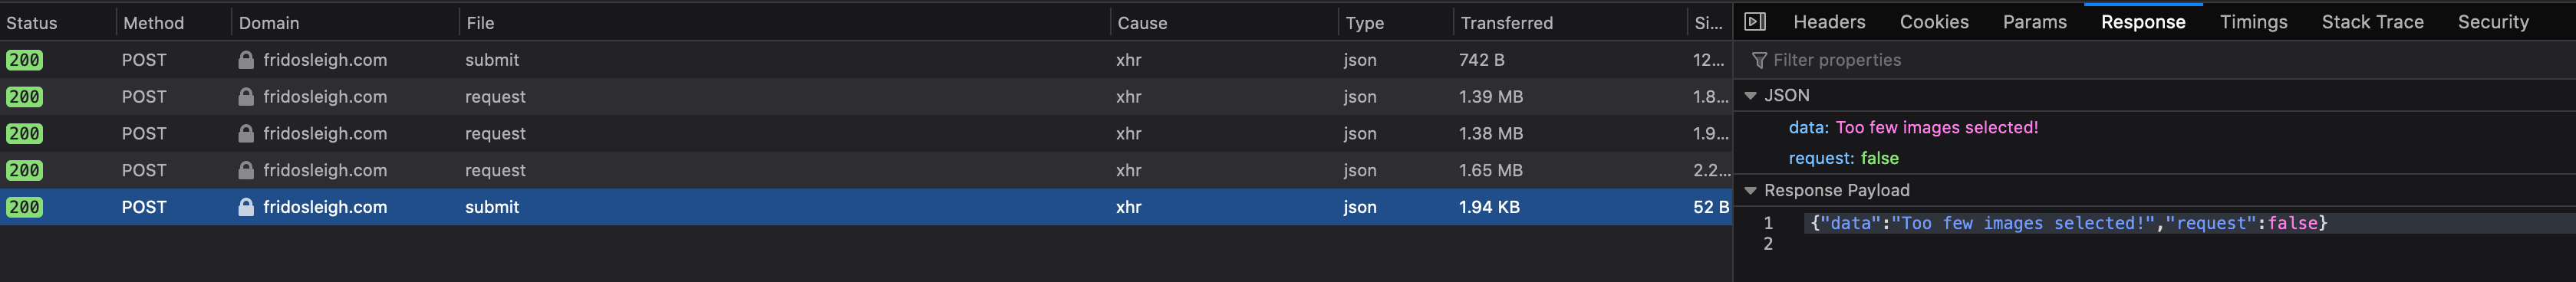 Status Method Domain File Cause Type Transferred Si...
200 POST fridosleigh.com submit xhr json 742 B 12...
200 POST fridosleigh.com request xhr json 1.39 MB 1.8...
200 POST fridosleigh.com request xhr json 1.38 MB 1.9...
200 POST fridosleigh.com request xhr json 1.65 MB 2.2...
200 POST fridosleigh.com submit xhr json 1.94 KB 52 B
Headers Cookies Params Response Timings Stack Trace Security
Filter properties
JSON
data: Too few images selected!
request: false
Response Payload
1 {"data":"Too few images selected!","request":false}
2